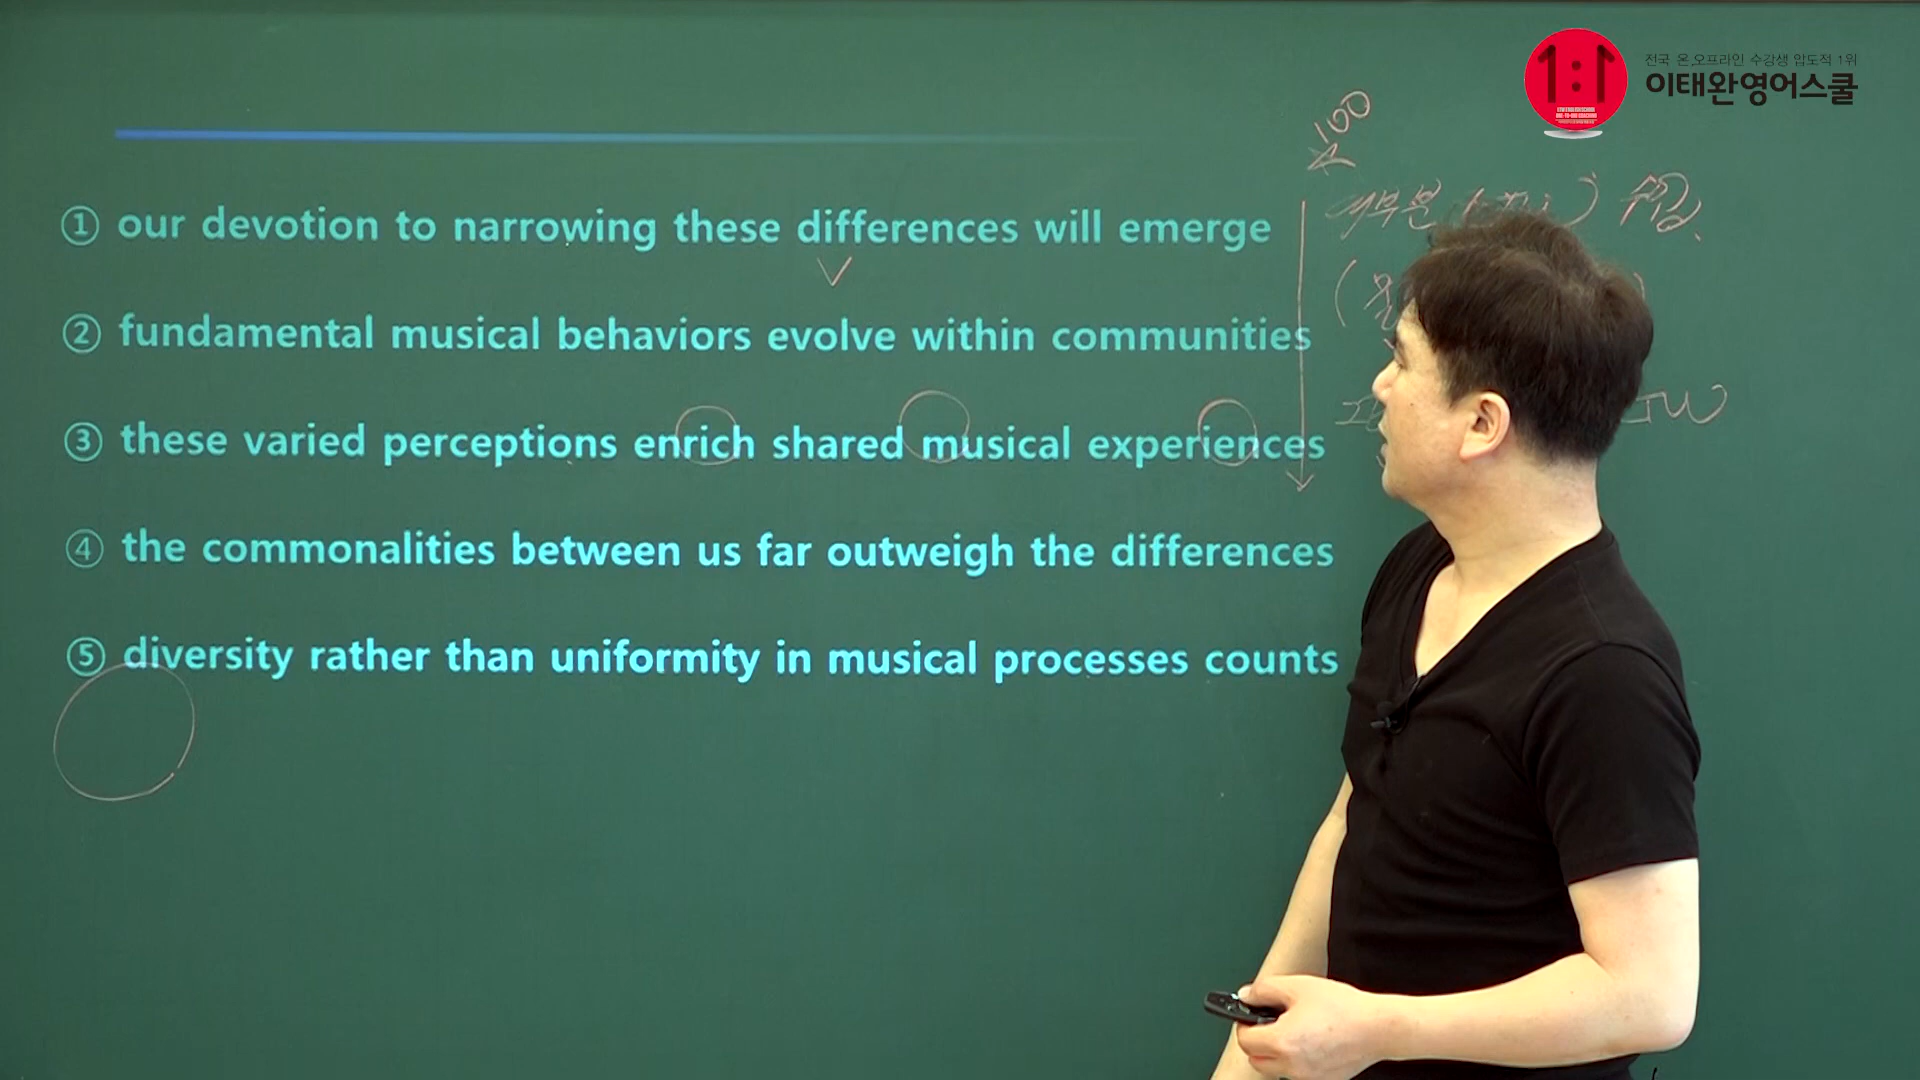 전국 온,오프라인 수강생 압도적 1위
이태완영어스쿨
1:1
100
① our devotion to narrowing these differences will emerge
② fundamental musical behaviors evolve within communities
③ these varied perceptions enrich shared musical experiences
④ the commonalities between us far outweigh the differences
⑤ diversity rather than uniformity in musical processes counts